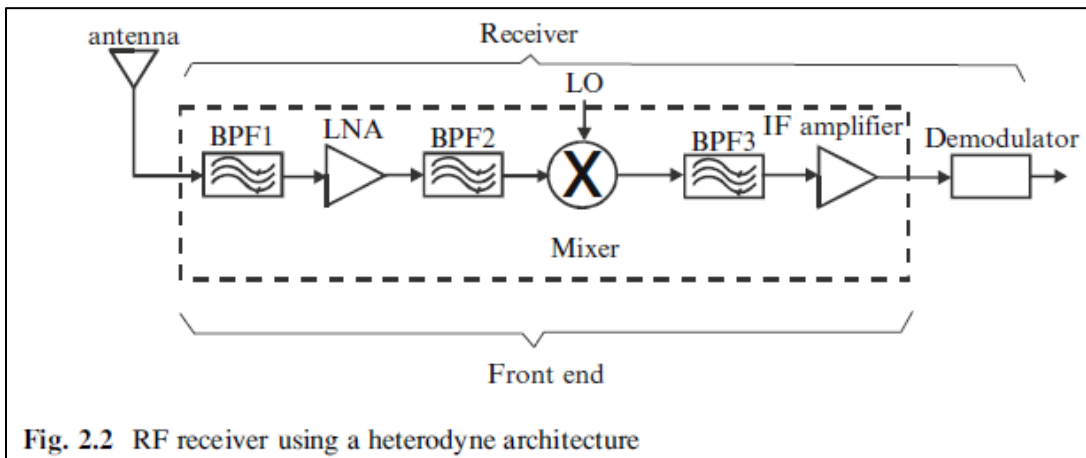 antenna
Receiver
LO
BPF1
LNA
BPF2
BPF3
IF amplifier
Demodulator
X
Mixer
Front end
Fig. 2.2 RF receiver using a heterodyne architecture